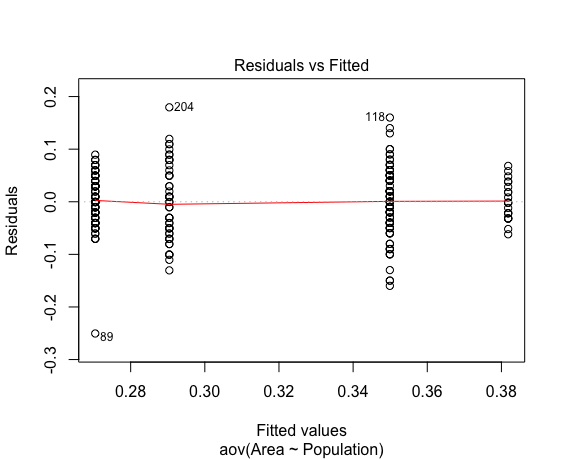 Residuals vs Fitted
0.2
0.1
0.0
-0.1
-0.2
-0.3
Residuals
204
118
89
0.28 0.30 0.32 0.34 0.36 0.38
Fitted values
aov(Area ~ Population)